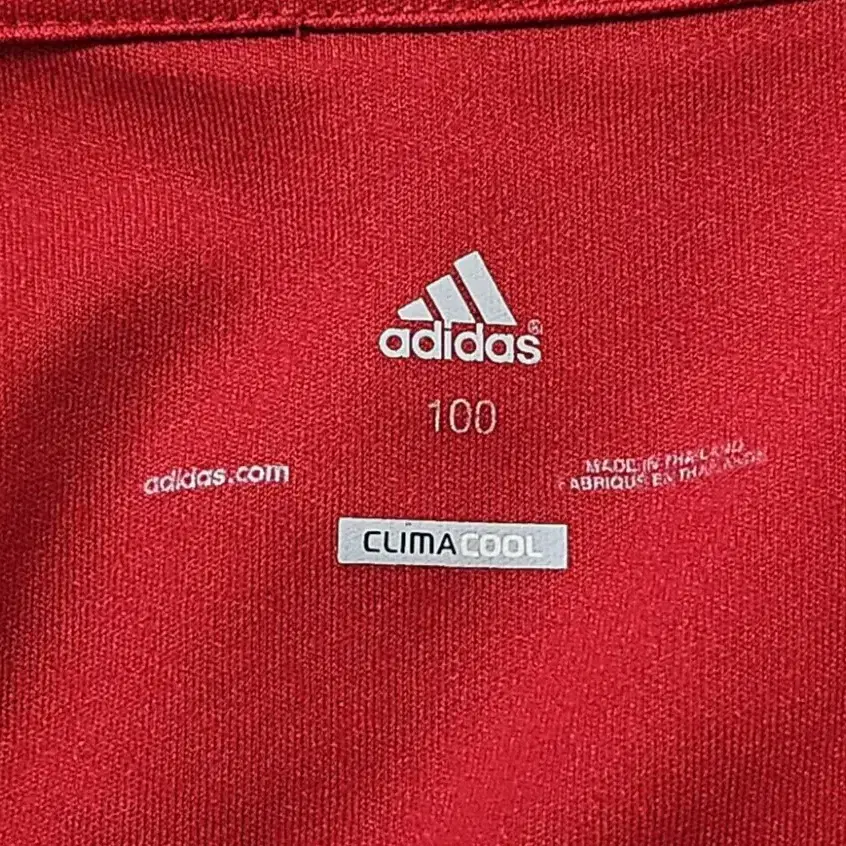 adidas®
100
adidas.com
MADE IN THAILAND
FABRIQUE EN THAILANDE
CLIMACOOL